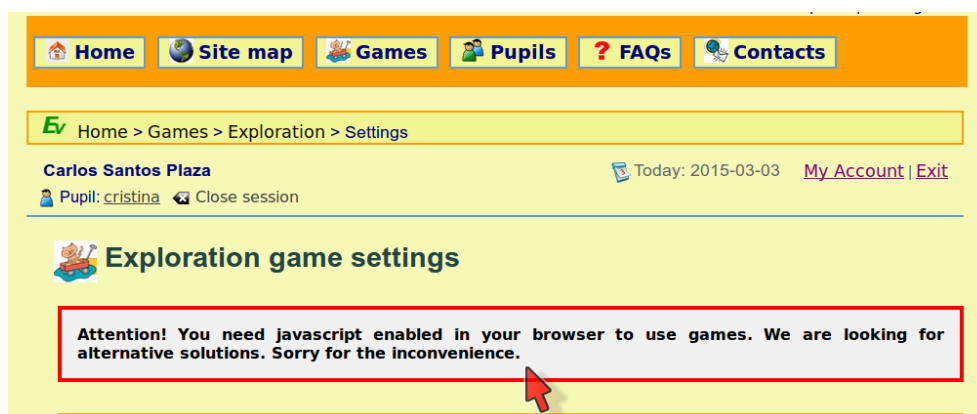 Home Site map Games Pupils ? FAQs Contacts
Ev Home > Games > Exploration > Settings
Carlos Santos Plaza Today: 2015-03-03 My Account | Exit
Pupil: cristina Close session
Exploration game settings
Attention! You need javascript enabled in your browser to use games. We are looking for
alternative solutions. Sorry for the inconvenience.